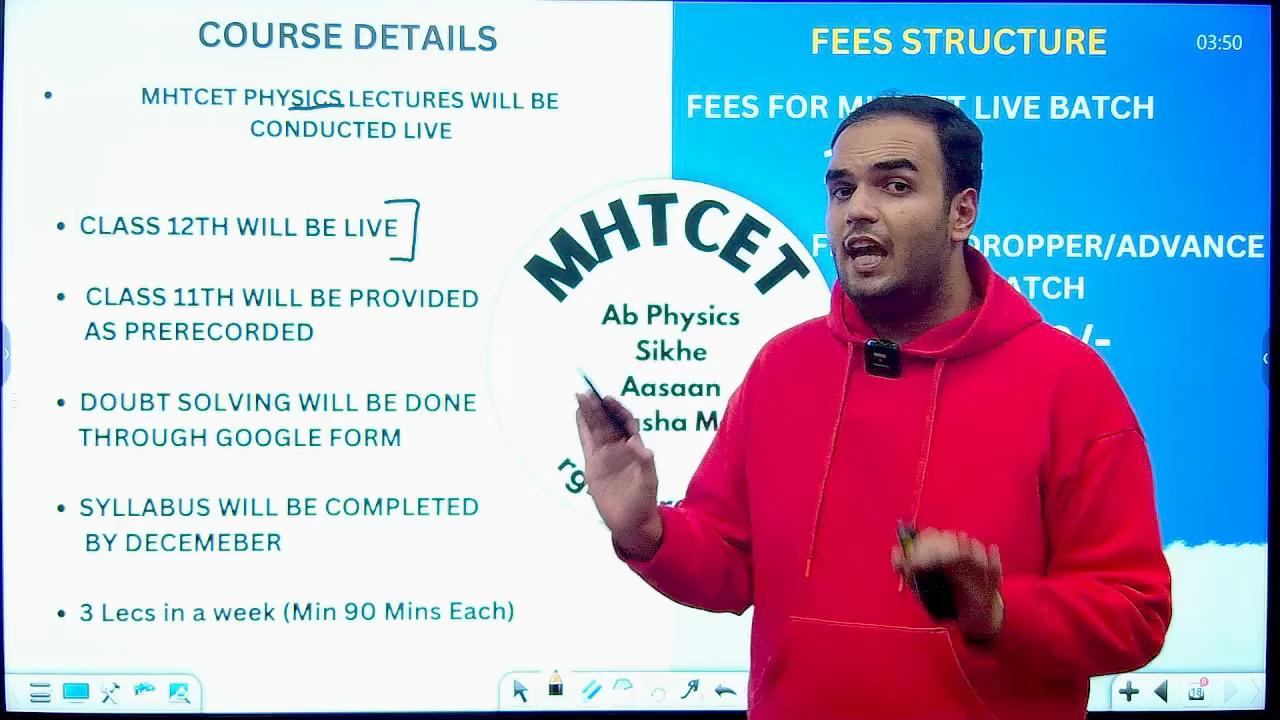 COURSE DETAILS
• MHTCET PHYSICS LECTURES WILL BE
CONDUCTED LIVE
• CLASS 12TH WILL BE LIVE
• CLASS 11TH WILL BE PROVIDED
AS PRERECORDED
• DOUBT SOLVING WILL BE DONE
THROUGH GOOGLE FORM
• SYLLABUS WILL BE COMPLETED
BY DECEMEBER
• 3 Lecs in a week (Min 90 Mins Each)
MHTCET
Ab Physics
Sikhe
Aasaan
FEES STRUCTURE
03:50
FEES FOR LIVE BATCH
DROPPER/ADVANCE
/-
18